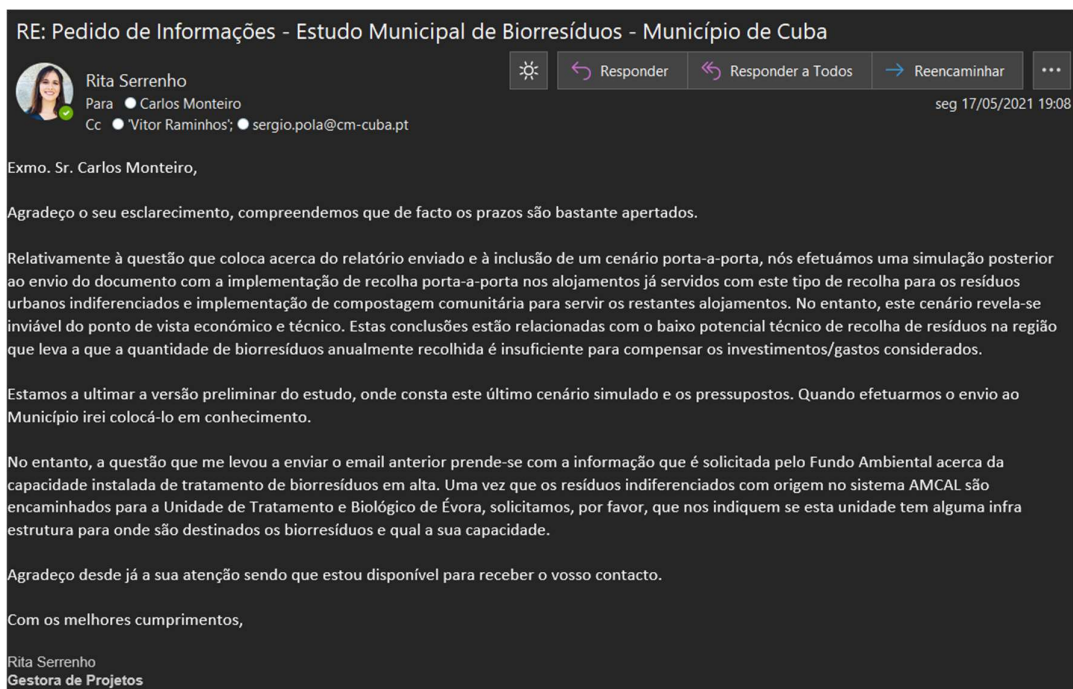 RE: Pedido de Informações - Estudo Municipal de Biorresíduos - Município de Cuba
Rita Serrenho
Para Carlos Monteiro
Cc 'Vitor Raminhos'; sergio.pola@cm-cuba.pt
Responder
Responder a Todos
Reencaminhar
seg 17/05/2021 19:08
Exmo. Sr. Carlos Monteiro,
Agradeço o seu esclarecimento, compreendemos que de facto os prazos são bastante apertados.
Relativamente à questão que coloca acerca do relatório enviado e à inclusão de um cenário porta-a-porta, nós efetuámos uma simulação posterior
ao envio do documento com a implementação de recolha porta-a-porta nos alojamentos já servidos com este tipo de recolha para os resíduos
urbanos indiferenciados e implementação de compostagem comunitária para servir os restantes alojamentos. No entanto, este cenário revela-se
inviável do ponto de vista económico e técnico. Estas conclusões estão relacionadas com o baixo potencial técnico de recolha de resíduos na região
que leva a que a quantidade de biorresíduos anualmente recolhida é insuficiente para compensar os investimentos/gastos considerados.
Estamos a ultimar a versão preliminar do estudo, onde consta este último cenário simulado e os pressupostos. Quando efetuarmos o envio ao
Município irei colocá-lo em conhecimento.
No entanto, a questão que me levou a enviar o email anterior prende-se com a informação que é solicitada pelo Fundo Ambiental acerca da
capacidade instalada de tratamento de biorresíduos em alta. Uma vez que os resíduos indiferenciados com origem no sistema AMCAL são
encaminhados para a Unidade de Tratamento e Biológico de Évora, solicitamos, por favor, que nos indiquem se esta unidade tem alguma infra
estrutura para onde são destinados os biorresíduos e qual a sua capacidade.
Agradeço desde já a sua atenção sendo que estou disponível para receber o vosso contacto.
Com os melhores cumprimentos,
Rita Serrenho
Gestora de Projetos